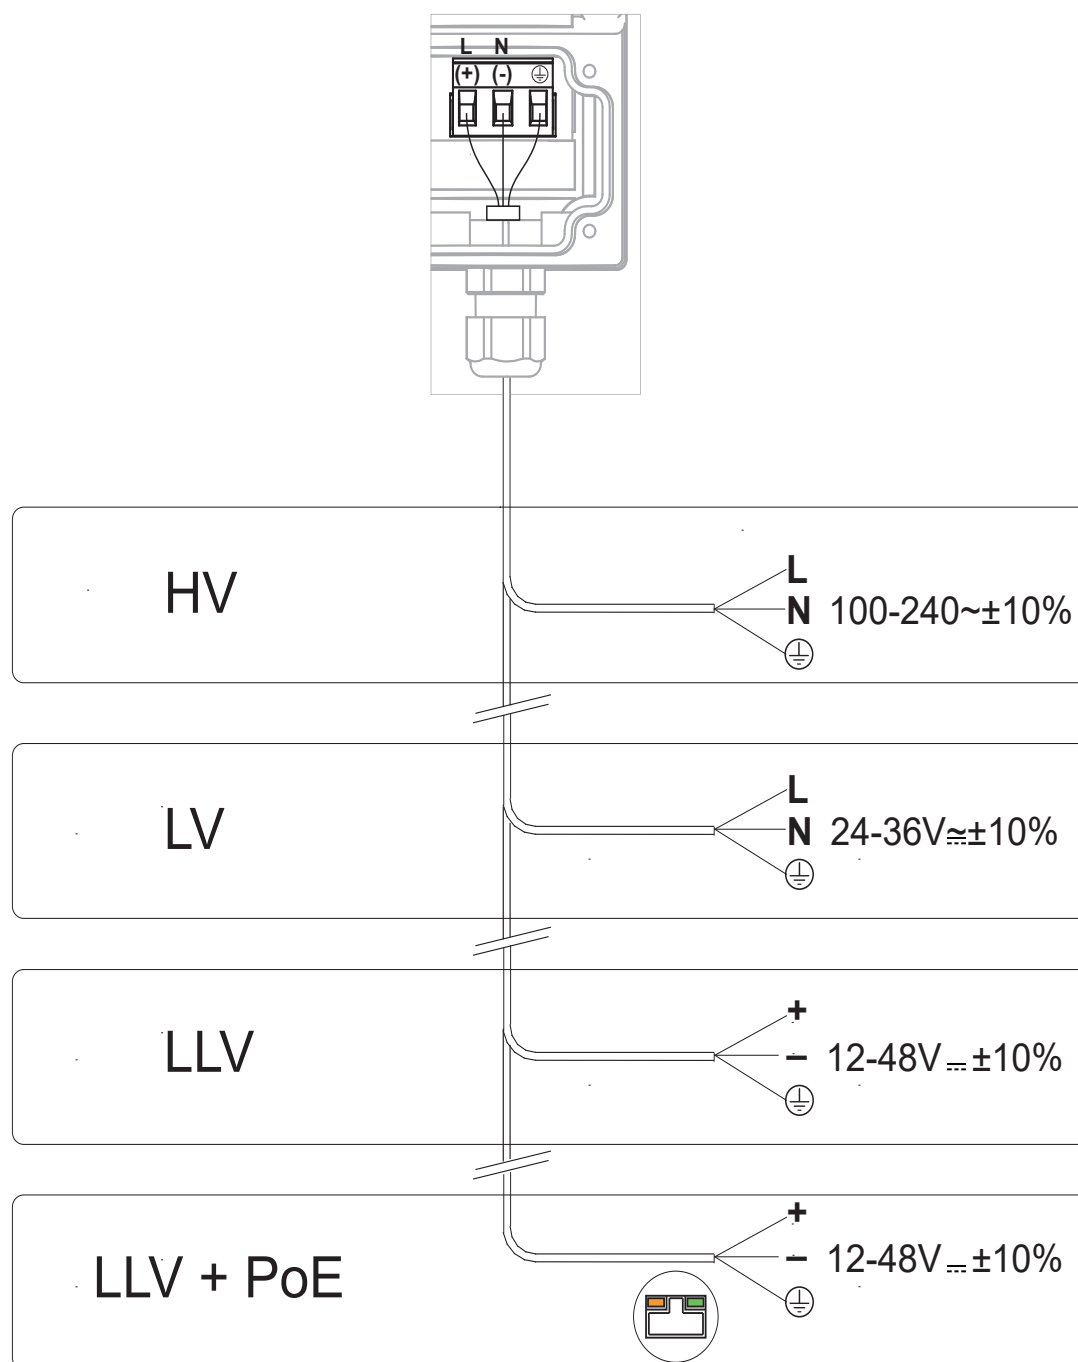 L N
(+) (-)
HV
L
N 100-240~±10%
LV
L
N 24-36V≂±10%
LLV
+
– 12-48V⎓±10%
LLV + PoE
+
– 12-48V⎓±10%